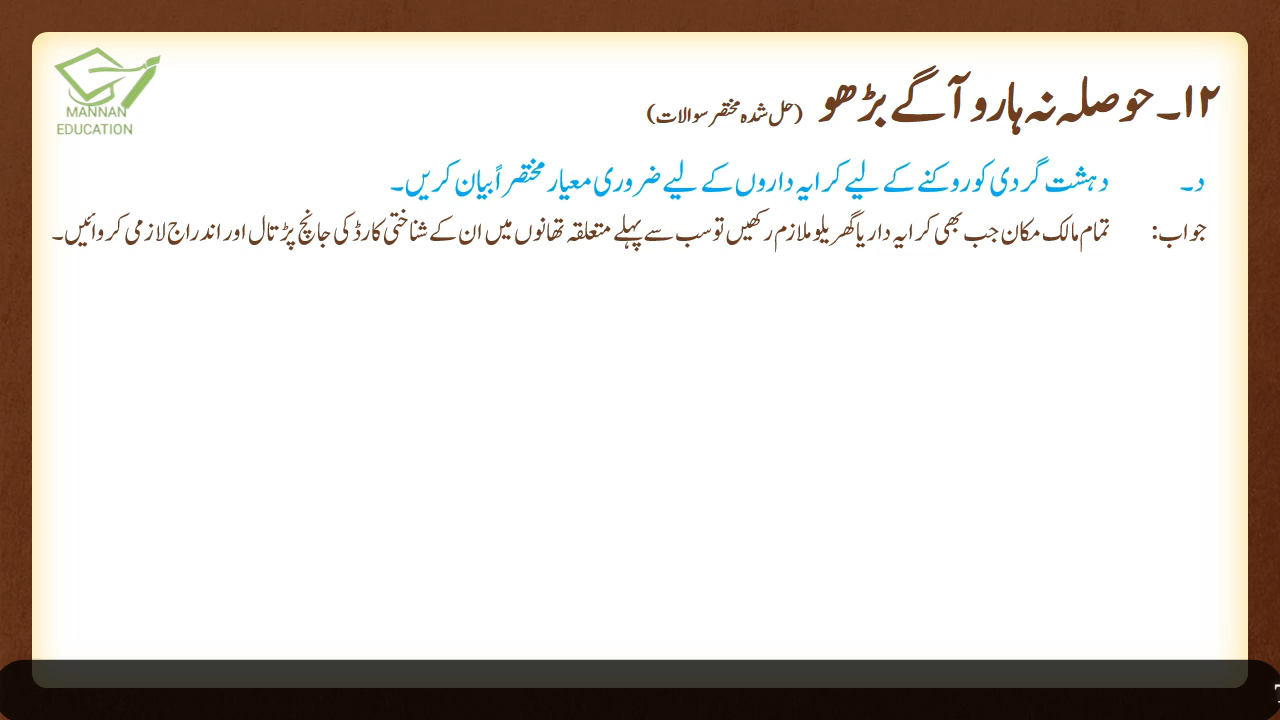 MANNAN
EDUCATION
۱۲۔ حوصلہ نہ ہارو آگے بڑھو (حل شدہ مختصر سوالات)
د۔ دہشت گردی کو روکنے کے لیے کرایہ داروں کے لیے ضروری معیار مختصراً بیان کریں۔
جواب: تمام مالک مکان جب بھی کرایہ دار یا گھریلو ملازم رکھیں تو سب سے پہلے متعلقہ تھانوں میں ان کے شناختی کارڈ کی جانچ پڑتال اور اندراج لازمی کروائیں۔